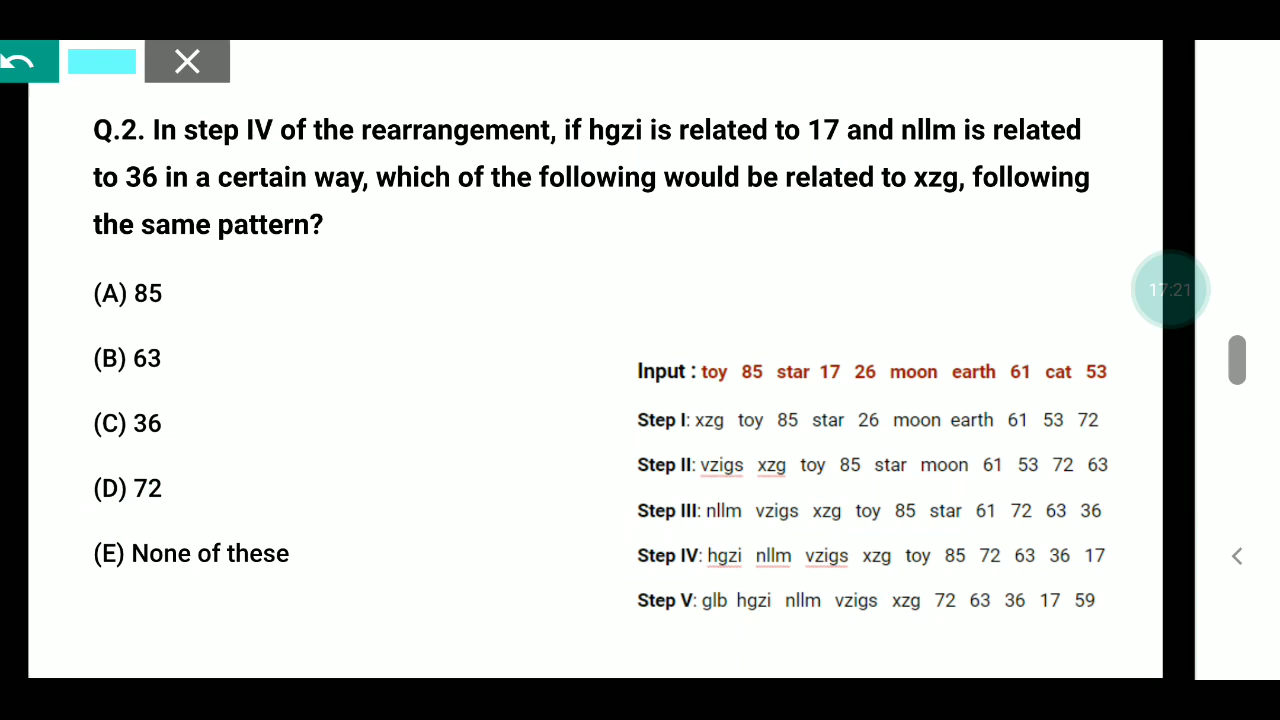 Q.2. In step IV of the rearrangement, if hgzi is related to 17 and nllm is related
to 36 in a certain way, which of the following would be related to xzg, following
the same pattern?
(A) 85
17:21
(B) 63
Input : toy 85 star 17 26 moon earth 61 cat 53
(C) 36
Step I: xzg toy 85 star 26 moon earth 61 53 72
Step II: vzigs xzg toy 85 star moon 61 53 72 63
(D) 72
Step III: nllm vzigs xzg toy 85 star 61 72 63 36
(E) None of these
Step IV: hgzi nllm vzigs xzg toy 85 72 63 36 17
Step V: glb hgzi nllm vzigs xzg 72 63 36 17 59